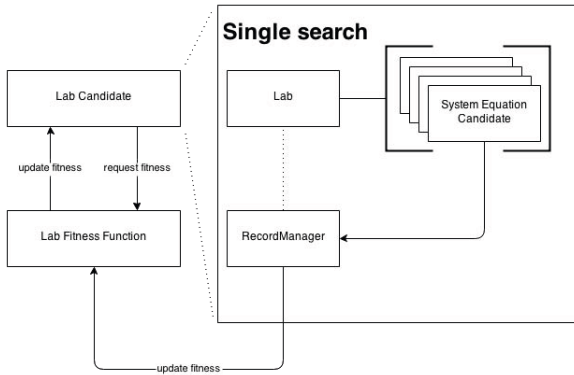 Single search
Lab Candidate
Lab
System Equation
Candidate
update fitness
request fitness
Lab Fitness Function
RecordManager
update fitness